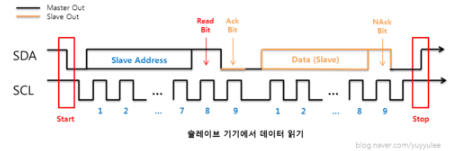 Master Out
Slave Out
Read Bit
Ack Bit
NAck Bit
SDA
Slave Address
Data (Slave)
SCL
Start
1 2 ... 7 8 9 1 2 ... 8 9
Stop
슬레이브 기기에서 데이터 읽기
blog.naver.com/yuyyulee